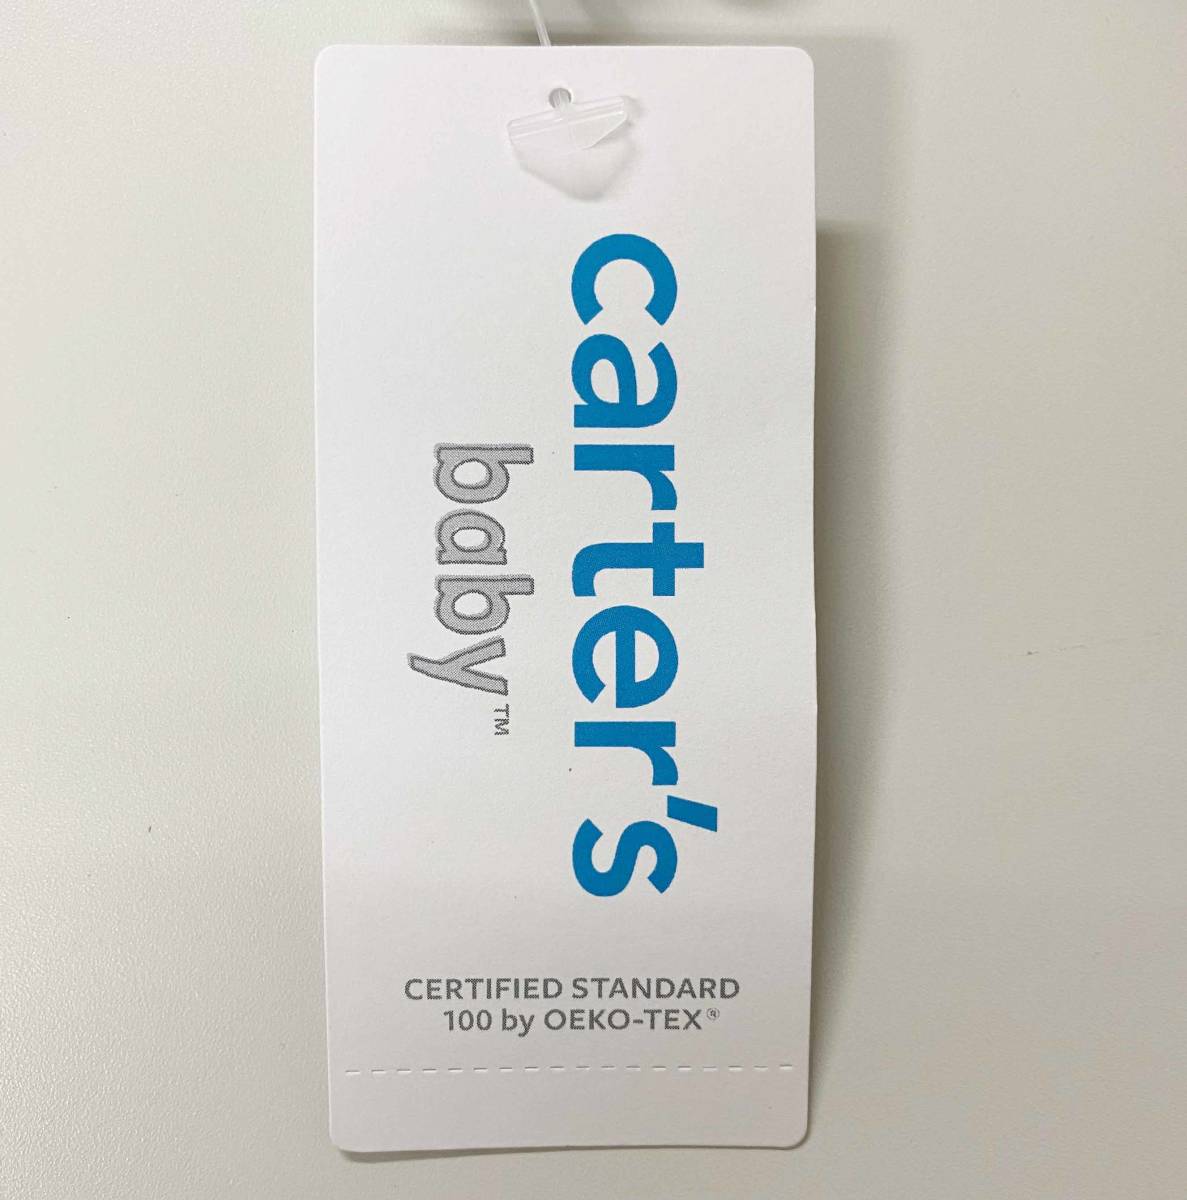 carter's
baby™
CERTIFIED STANDARD
100 by OEKO-TEX®